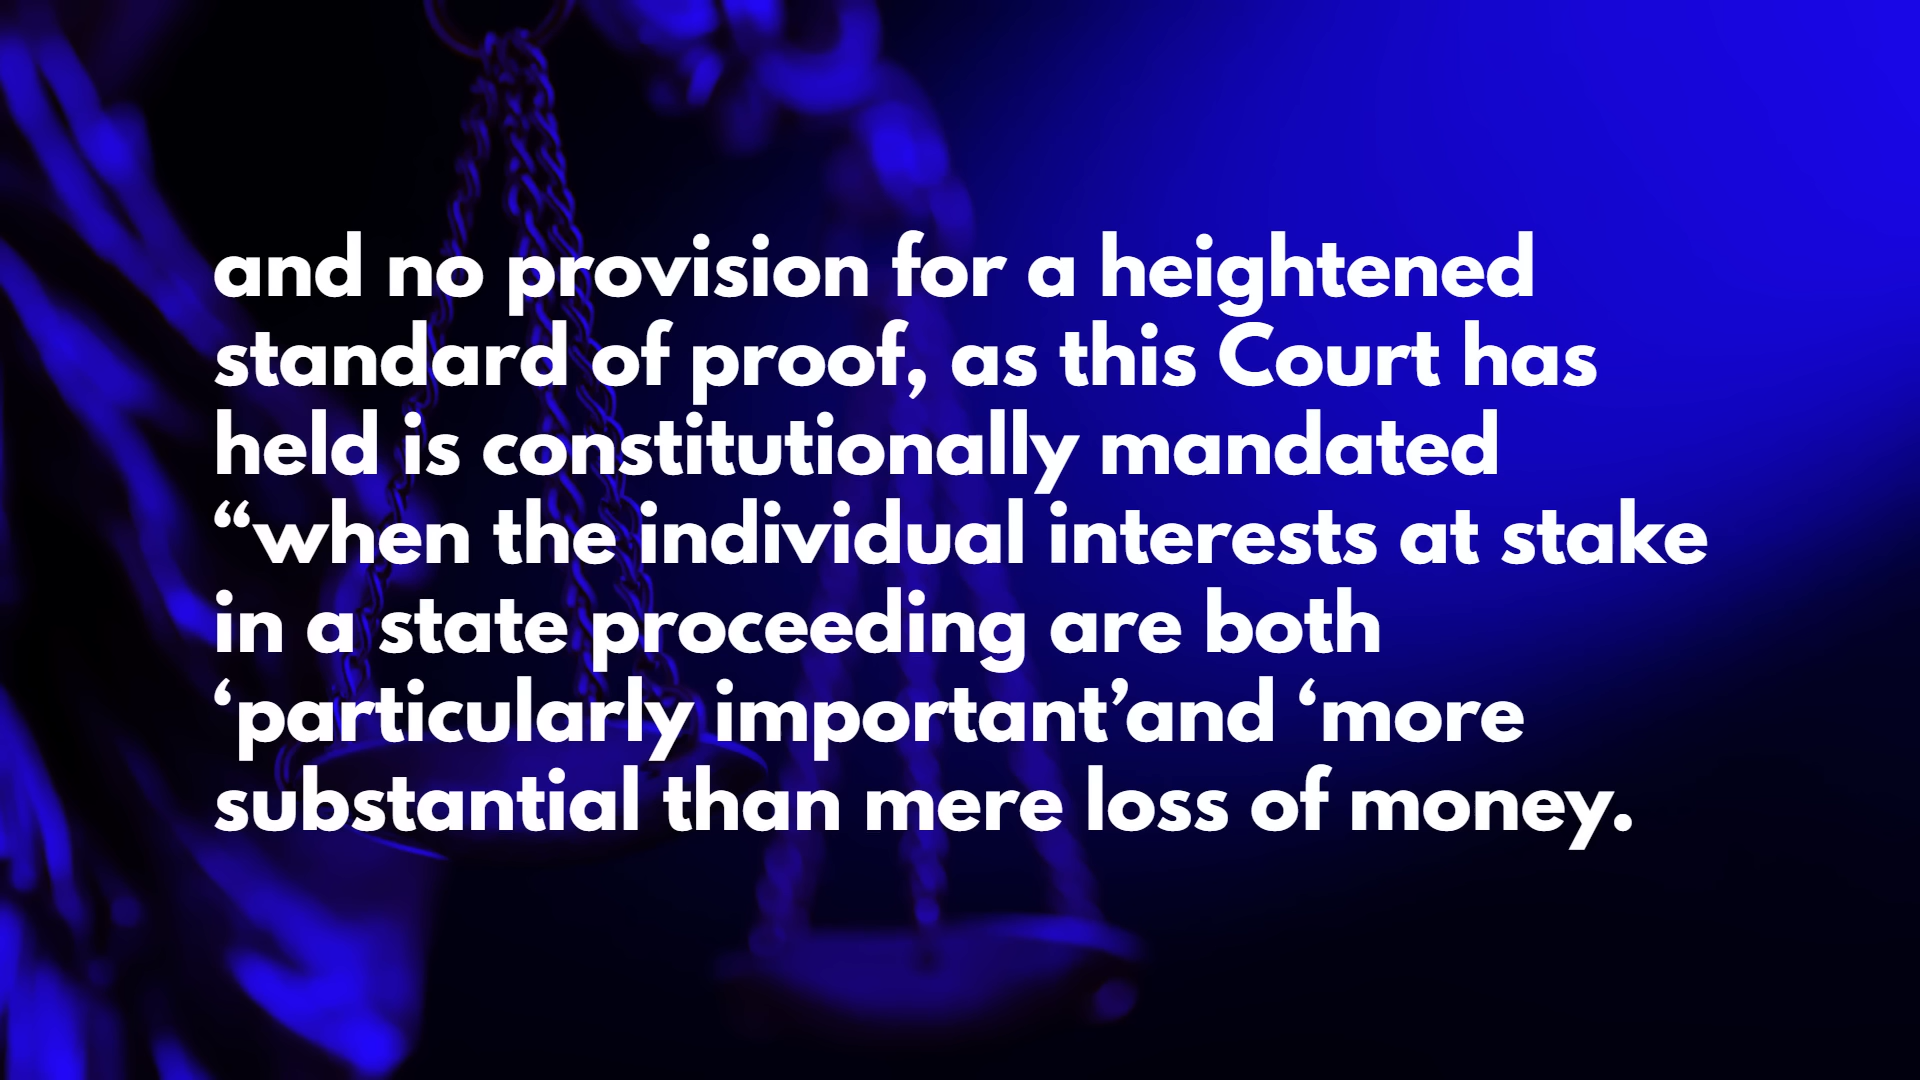 and no provision for a heightened
standard of proof, as this Court has
held is constitutionally mandated
“when the individual interests at stake
in a state proceeding are both
‘particularly important’and ‘more
substantial than mere loss of money.